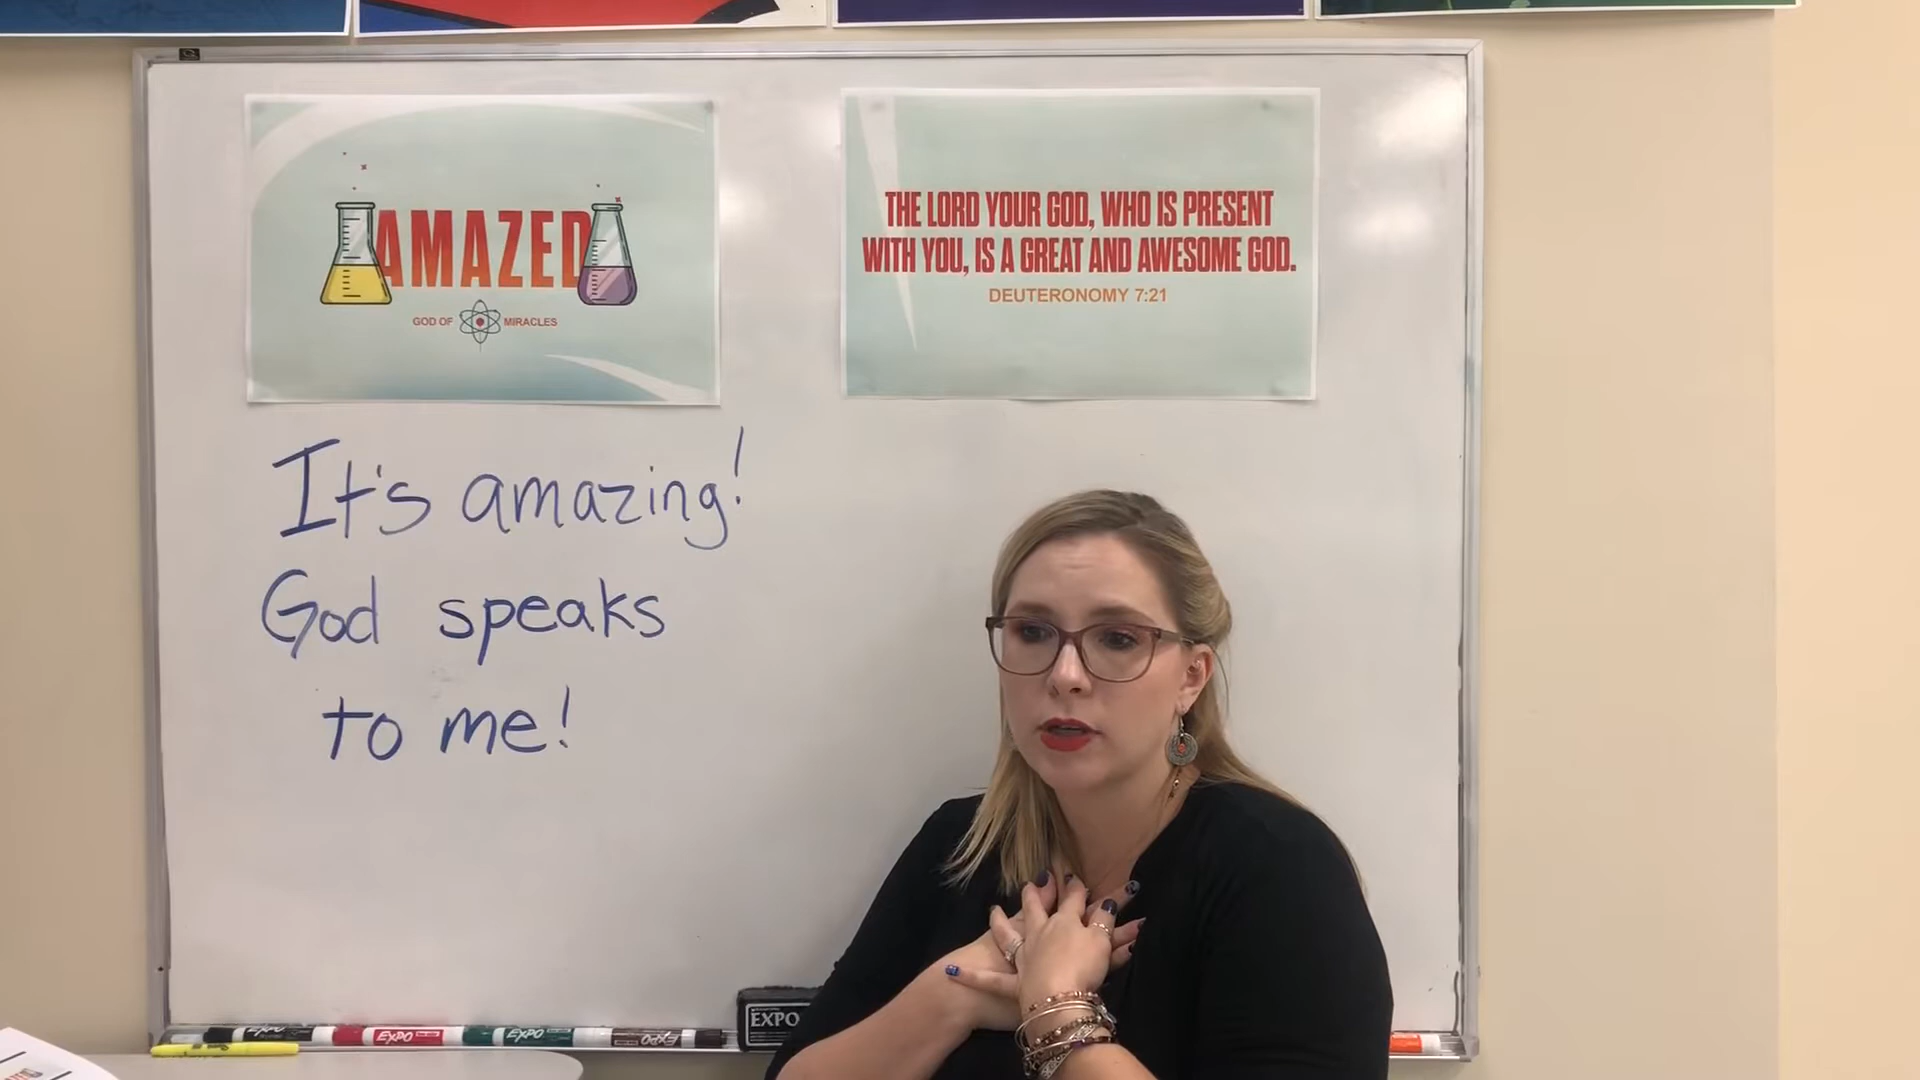 AMAZED
GOD OF MIRACLES
THE LORD YOUR GOD, WHO IS PRESENT
WITH YOU, IS A GREAT AND AWESOME GOD.
DEUTERONOMY 7:21
It's amazing!
God speaks
to me!
EXPO
EXPO
EXPO
EXPO
EXPO